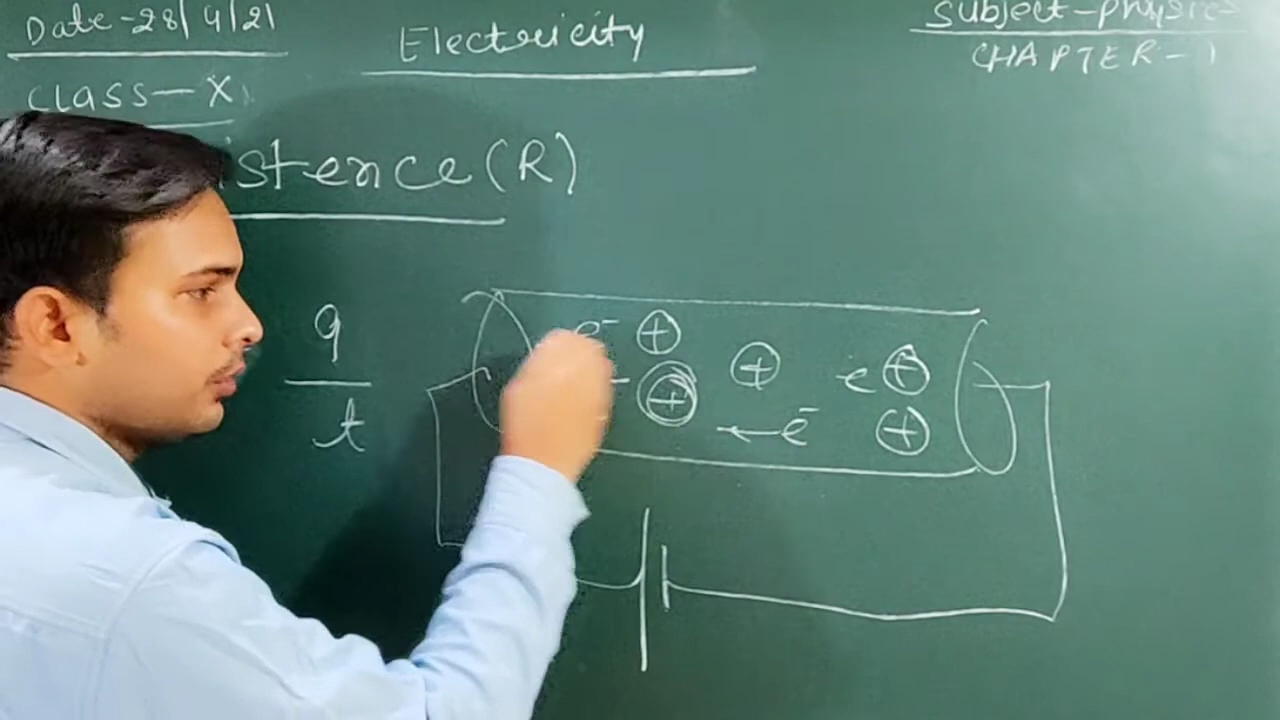 Date-28/4/21
Electricity
Subject-Physics
CHAPTER-1
Class-X
istence(R)
q
t
e⁻ +
+ +
e +
← e⁻ +